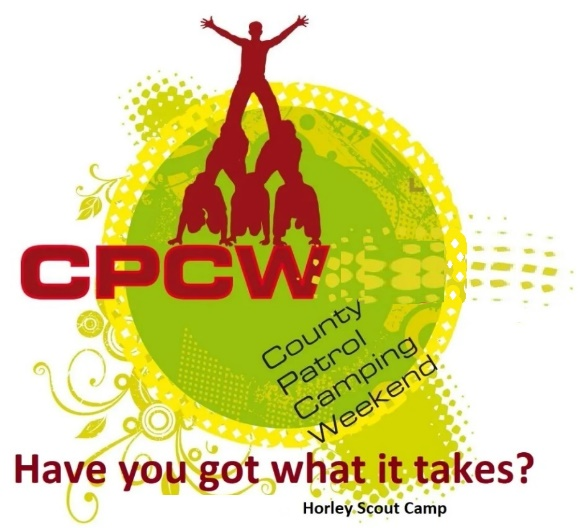 CPCW
County
Patrol
Camping
Weekend
Have you got what it takes?
Horley Scout Camp